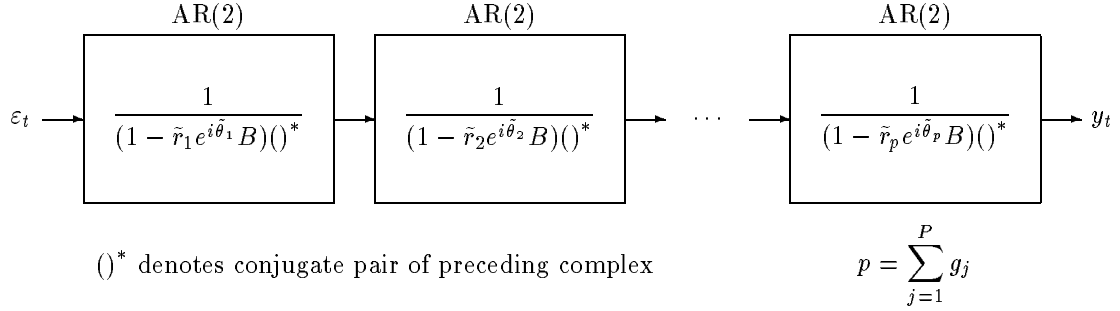 AR(2) AR(2) AR(2)
ε_t 1/((1 − r̃_1 e^{iθ̃_1} B)()^*) 1/((1 − r̃_2 e^{iθ̃_2} B)()^*) ··· 1/((1 − r̃_p e^{iθ̃_p} B)()^*) y_t
()^* denotes conjugate pair of preceding complex p = \sum_{j=1}^{P} g_j